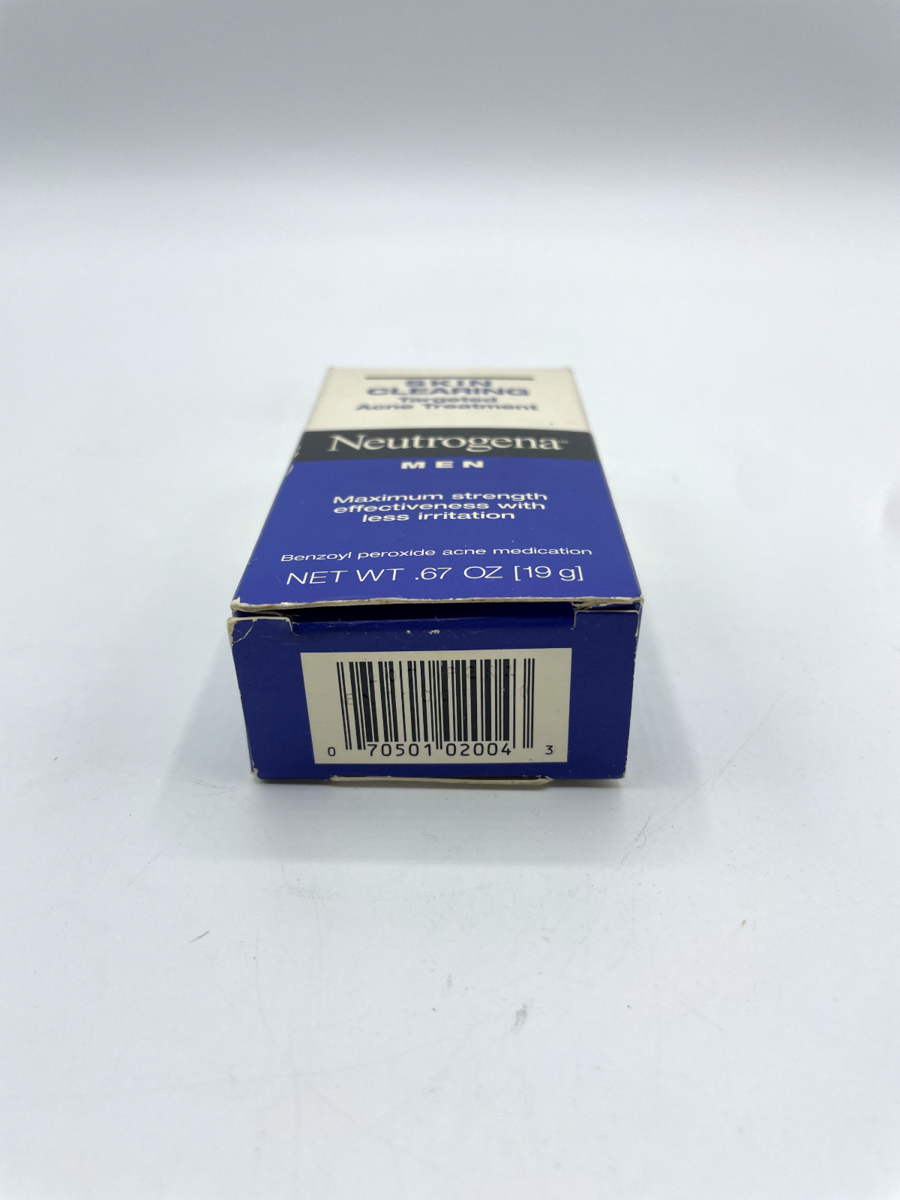 SKIN
CLEARING
Targeted
Acne Treatment
Neutrogena®
MEN
Maximum strength
effectiveness with
less irritation
Benzoyl peroxide acne medication
NET WT .67 OZ [19 g]
0 70501 02004 3